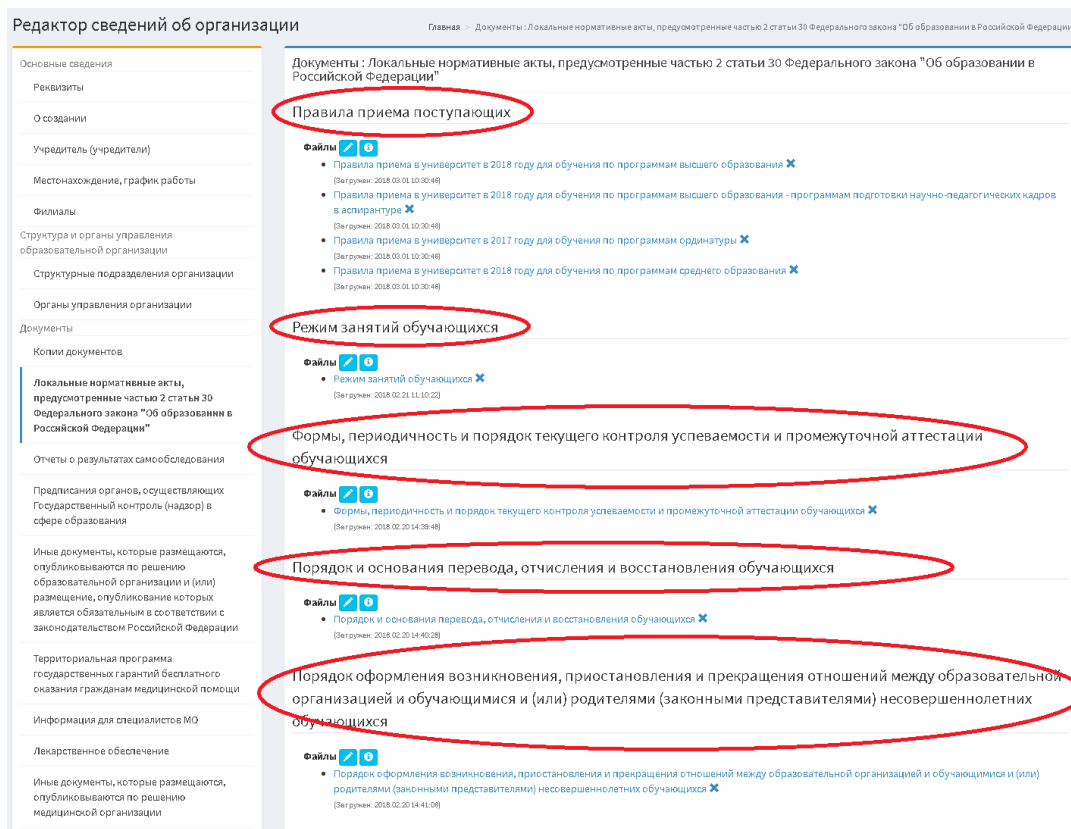 Редактор сведений об организации
Главная > Документы : Локальные нормативные акты, предусмотренные частью 2 статьи 30 Федерального закона "Об образовании в Российской Федерации
Основные сведения
Реквизиты
О создании
Учредитель (учредители)
Местонахождение, график работы
Филиалы
Структура и органы управления
образовательной организации
Структурные подразделения организации
Органы управления организации
Документы
Копии документов
Локальные нормативные акты,
предусмотренные частью 2 статьи 30
Федерального закона "Об образовании в
Российской Федерации"
Отчеты о результатах самообследования
Предписания органов, осуществляющих
Государственный контроль (надзор) в
сфере образования
Иные документы, которые размещаются,
опубликовываются по решению
образовательной организации и (или)
размещение, опубликование которых
является обязательным в соответствии с
законодательством Российской Федерации
Территориальная программа
государственных гарантий бесплатного
оказания гражданам медицинской помощи
Информация для специалистов МО
Лекарственное обеспечение
Иные документы, которые размещаются,
опубликовываются по решению
медицинской организации
Документы : Локальные нормативные акты, предусмотренные частью 2 статьи 30 Федерального закона "Об образовании в
Российской Федерации"
Правила приема поступающих
Файлы
Правила приема в университет в 2018 году для обучения по программам высшего образования
(Загружен: 2018.03.01 10:30:46)
Правила приема в университет в 2018 году для обучения по программам высшего образования - программам подготовки научно-педагогических кадров
в аспирантуре
(Загружен: 2018.03.01 10:30:46)
Правила приема в университет в 2017 году для обучения по программам ординатуры
(Загружен: 2018.03.01 10:30:46)
Правила приема в университет в 2018 году для обучения по программам среднего образования
(Загружен: 2018.03.01 10:30:46)
Режим занятий обучающихся
Файлы
Режим занятий обучающихся
(Загружен: 2018.02.21 11:10:22)
Формы, периодичность и порядок текущего контроля успеваемости и промежуточной аттестации
обучающихся
Файлы
Формы, периодичность и порядок текущего контроля успеваемости и промежуточной аттестации обучающихся
(Загружен: 2018.02.20 14:39:48)
Порядок и основания перевода, отчисления и восстановления обучающихся
Файлы
Порядок и основания перевода, отчисления и восстановления обучающихся
(Загружен: 2018.02.20 14:40:28)
Порядок оформления возникновения, приостановления и прекращения отношений между образовательной
организацией и обучающимися и (или) родителями (законными представителями) несовершеннолетних
обучающихся
Файлы
Порядок оформления возникновения, приостановления и прекращения отношений между образовательной организацией и обучающимися и (или)
родителями (законными представителями) несовершеннолетних обучающихся
(Загружен: 2018.02.20 14:41:06)